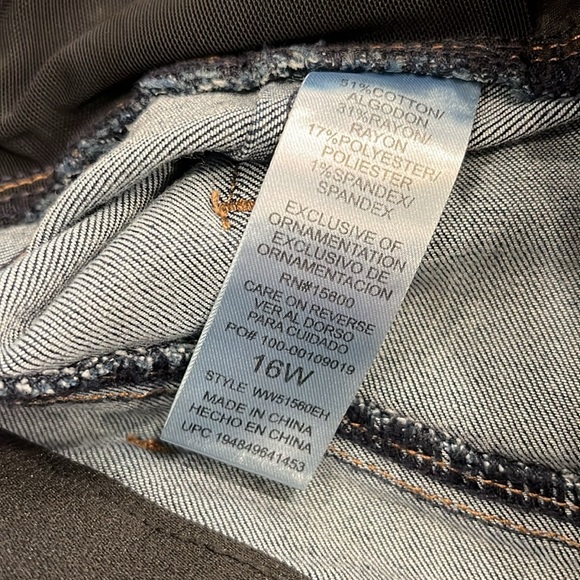 51%COTTON/
ALGODON
31%RAYON/
RAYON
17%POLYESTER/
POLIESTER
1%SPANDEX/
SPANDEX
EXCLUSIVE OF
ORNAMENTATION
EXCLUSIVO DE
ORNAMENTACION
RN#15600
CARE ON REVERSE
VER AL DORSO
PARA CUIDADO
PO# 100-00109019
16W
STYLE WW51560EH
MADE IN CHINA
HECHO EN CHINA
UPC 194849641453